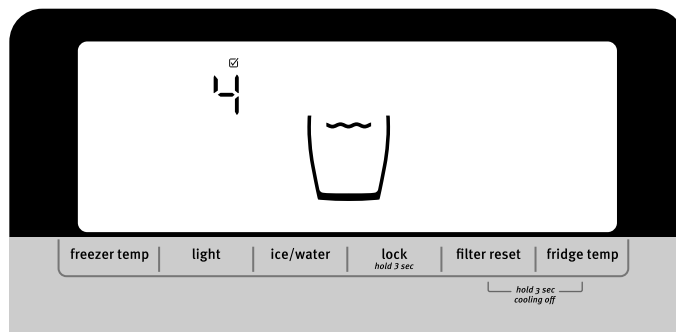 4
freezer temp
light
ice/water
lock
hold 3 sec
filter reset
fridge temp
hold 3 sec
cooling off